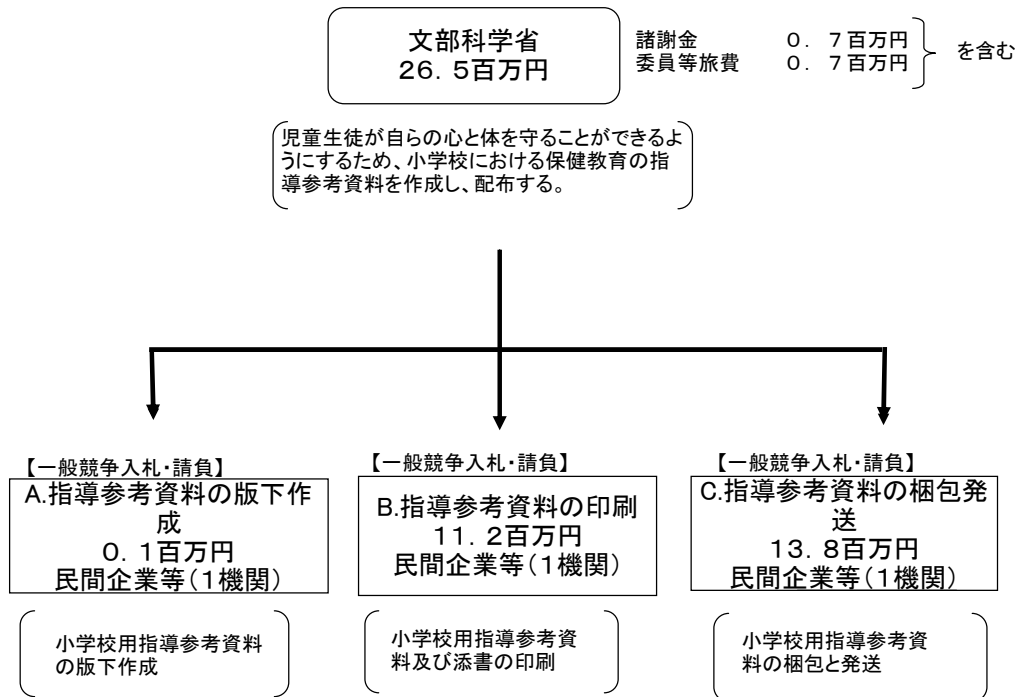 文部科学省
26．5百万円
諸謝金　０．７百万円
委員等旅費　０．７百万円
を含む
児童生徒が自らの心と体を守ることができるよ
うにするため、小学校における保健教育の指
導参考資料を作成し、配布する。
【一般競争入札・請負】
A.指導参考資料の版下作
成
０．１百万円
民間企業等（１機関）
小学校用指導参考資料
の版下作成
【一般競争入札・請負】
B.指導参考資料の印刷
１１．２百万円
民間企業等（１機関）
小学校用指導参考資
料及び添書の印刷
【一般競争入札・請負】
C.指導参考資料の梱包発
送
１３．８百万円
民間企業等（１機関）
小学校用指導参考資
料の梱包と発送